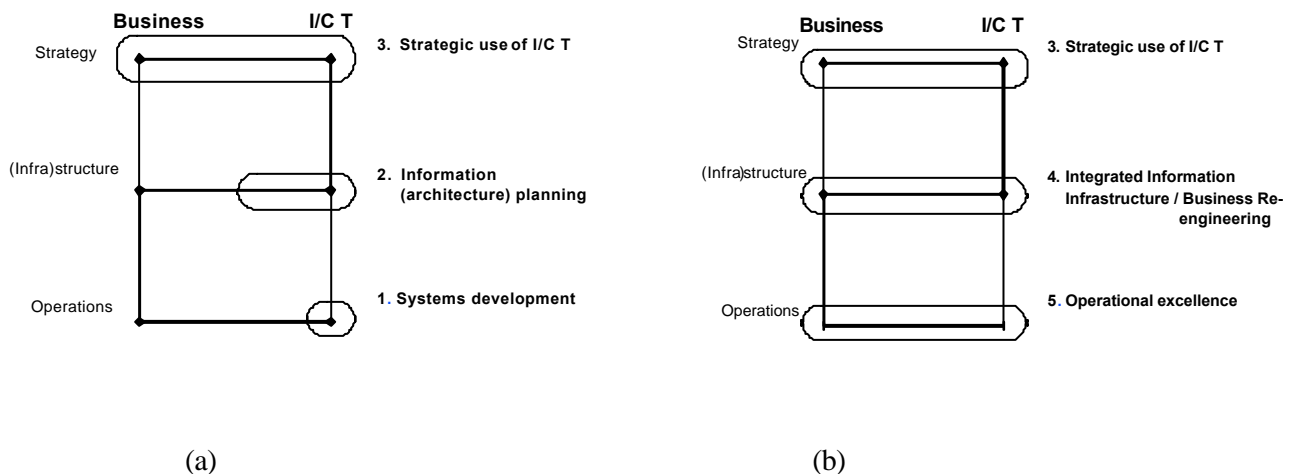 Business I/C T
Strategy
3. Strategic use of I/C T
(Infra)structure
2. Information
(architecture) planning
Operations
1. Systems development
(a)
Business I/C T
Strategy
3. Strategic use of I/C T
(Infra)structure
4. Integrated Information
Infrastructure / Business Re-
engineering
Operations
5. Operational excellence
(b)